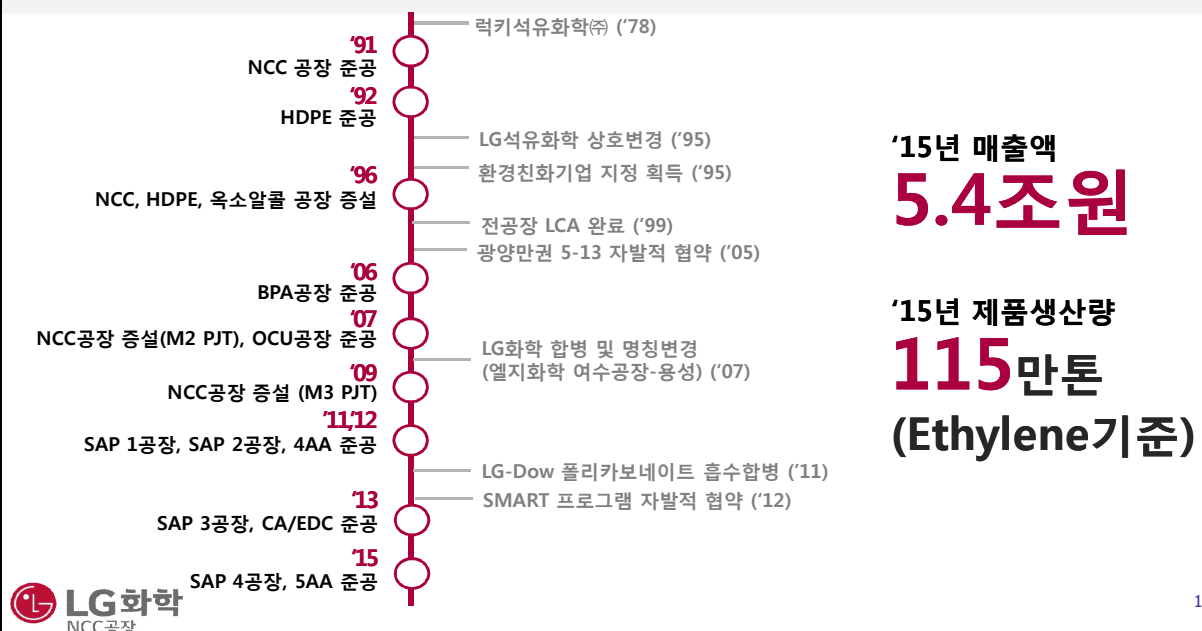 럭키석유화학㈜ (‘78)
‘91
NCC 공장 준공
‘92
HDPE 준공
LG석유화학 상호변경 (‘95)
환경친화기업 지정 획득 (‘95)
‘96
NCC, HDPE, 옥소알콜 공장 증설
전공장 LCA 완료 (‘99)
광양만권 5-13 자발적 협약 (‘05)
‘06
BPA공장 준공
‘07
NCC공장 증설(M2 PJT), OCU공장 준공
LG화학 합병 및 명칭변경
(엘지화학 여수공장-용성) (‘07)
‘09
NCC공장 증설 (M3 PJT)
‘11,’12
SAP 1공장, SAP 2공장, 4AA 준공
LG-Dow 폴리카보네이트 흡수합병 (‘11)
SMART 프로그램 자발적 협약 (‘12)
‘13
SAP 3공장, CA/EDC 준공
‘15
SAP 4공장, 5AA 준공
‘15년 매출액
5.4조원
‘15년 제품생산량
115만톤
(Ethylene기준)
LG화학
NCC공장
1